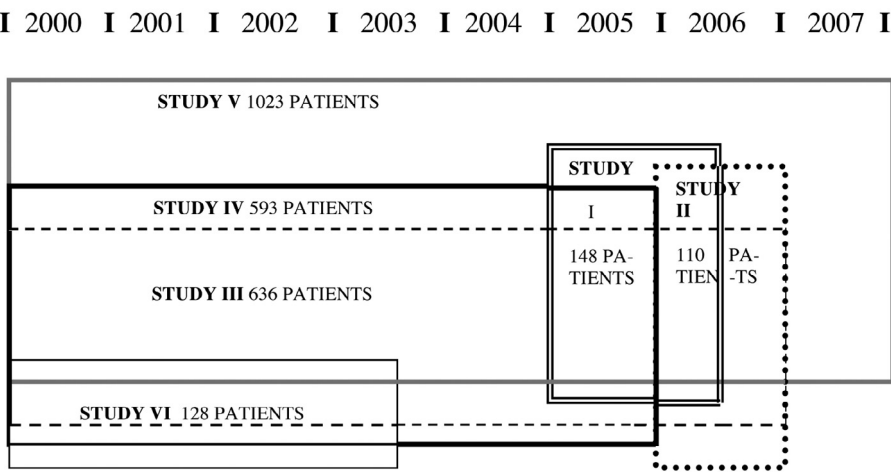 I 2000 I 2001 I 2002 I 2003 I 2004 I 2005 I 2006 I 2007 I
STUDY V 1023 PATIENTS
STUDY
I
148 PA-
TIENTS
STUDY
II
110 PA-
TIEN -TS
STUDY IV 593 PATIENTS
STUDY III 636 PATIENTS
STUDY VI 128 PATIENTS